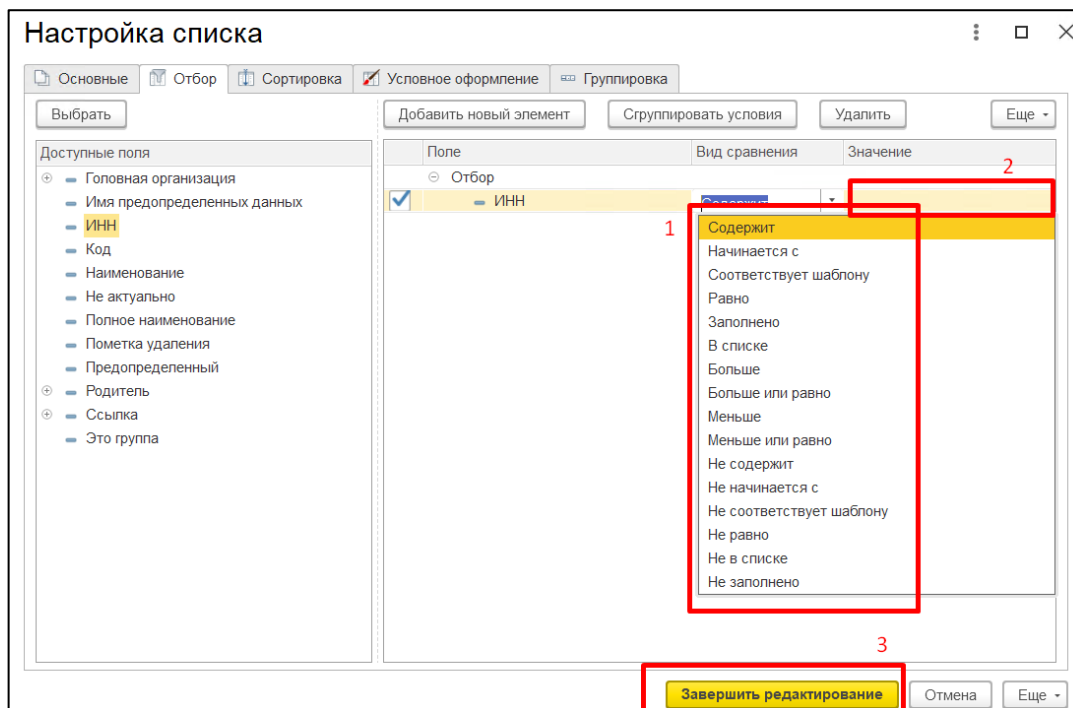 Настройка списка
Основные Отбор Сортировка Условное оформление Группировка
Выбрать Добавить новый элемент Сгруппировать условия Удалить Еще
Доступные поля Поле Вид сравнения Значение
2
Головная организация Отбор
Имя предопределенных данных ИНН Содержит
ИНН 1 Содержит
Код Начинается с
Наименование Соответствует шаблону
Не актуально Равно
Полное наименование Заполнено
Пометка удаления В списке
Предопределенный Больше
Родитель Больше или равно
Ссылка Меньше
Это группа Меньше или равно
Не содержит
Не начинается с
Не соответствует шаблону
Не равно
Не в списке
Не заполнено
3
Завершить редактирование Отмена Еще